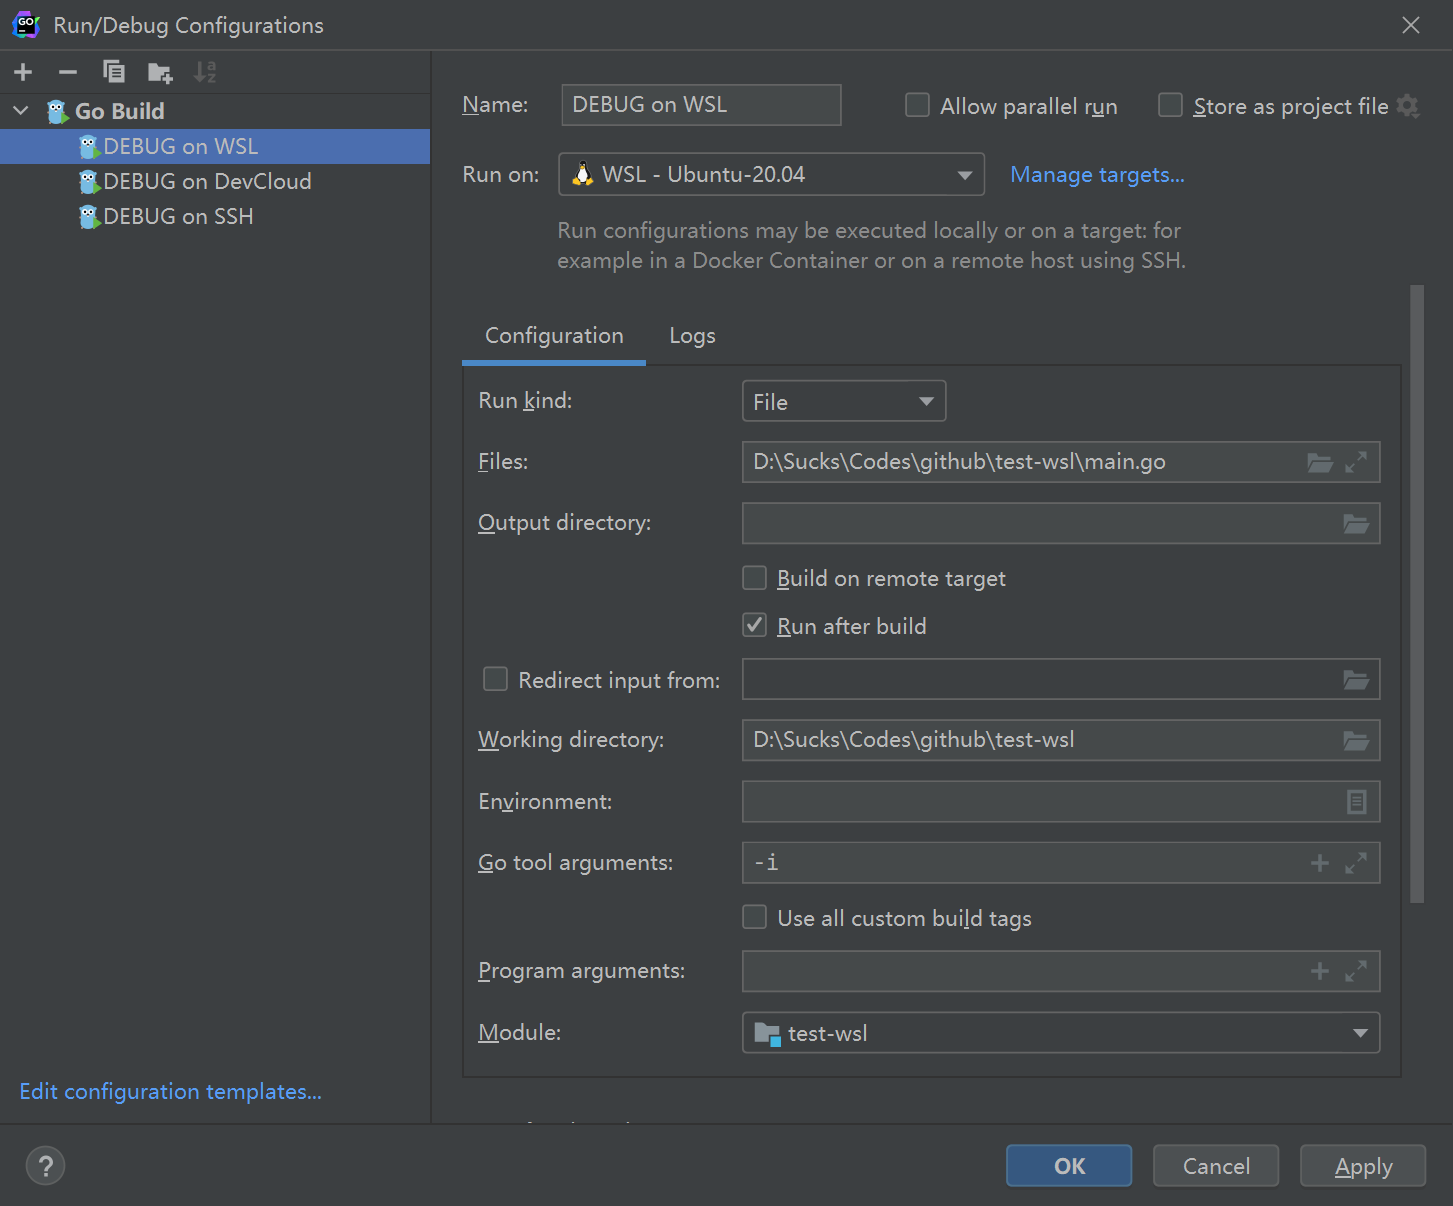 GO
Run/Debug Configurations
Go Build
DEBUG on WSL
DEBUG on DevCloud
DEBUG on SSH
Edit configuration templates...
Name: DEBUG on WSL
Allow parallel run
Store as project file
Run on: WSL - Ubuntu-20.04
Manage targets...
Run configurations may be executed locally or on a target: for
example in a Docker Container or on a remote host using SSH.
Configuration
Logs
Run kind: File
Files: D:\Sucks\Codes\github\test-wsl\main.go
Output directory:
Build on remote target
Run after build
Redirect input from:
Working directory: D:\Sucks\Codes\github\test-wsl
Environment:
Go tool arguments: -i
Use all custom build tags
Program arguments:
Module: test-wsl
?
OK
Cancel
Apply